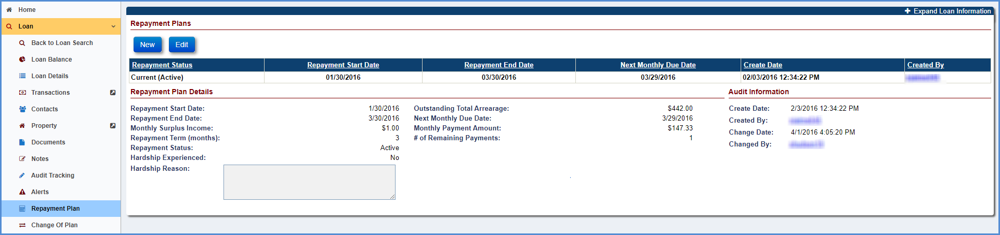 Home
Loan
Back to Loan Search
Loan Balance
Loan Details
Transactions
Contacts
Property
Documents
Notes
Audit Tracking
Alerts
Repayment Plan
Change Of Plan
Expand Loan Information
Repayment Plans
New Edit
Repayment Status Repayment Start Date Repayment End Date Next Monthly Due Date Create Date Created By
Current (Active) 01/30/2016 03/30/2016 03/29/2016 02/03/2016 12:34:22 PM
Repayment Plan Details
Repayment Start Date: 1/30/2016
Repayment End Date: 3/30/2016
Monthly Surplus Income: $1.00
Repayment Term (months): 3
Repayment Status: Active
Hardship Experienced: No
Hardship Reason:
Outstanding Total Arrearage: $442.00
Next Monthly Due Date: 3/29/2016
Monthly Payment Amount: $147.33
# of Remaining Payments: 1
Audit Information
Create Date: 2/3/2016 12:34:22 PM
Created By:
Change Date: 4/1/2016 4:05:20 PM
Changed By: